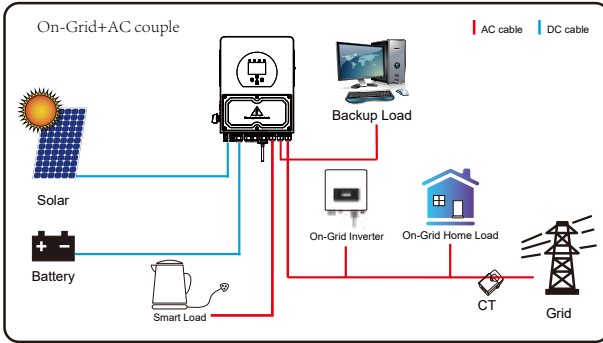 On-Grid+AC couple
AC cable
DC cable
Backup Load
Solar
On-Grid Inverter
On-Grid Home Load
Battery
Smart Load
CT
Grid